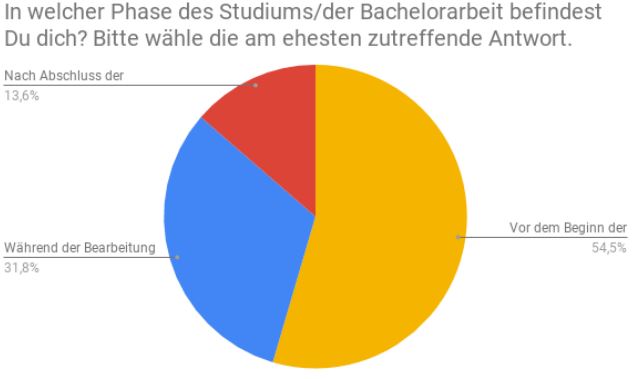 In welcher Phase des Studiums/der Bachelorarbeit befindest
Du dich? Bitte wähle die am ehesten zutreffende Antwort.
Nach Abschluss der
13,6%
Vor dem Beginn der
54,5%
Während der Bearbeitung
31,8%